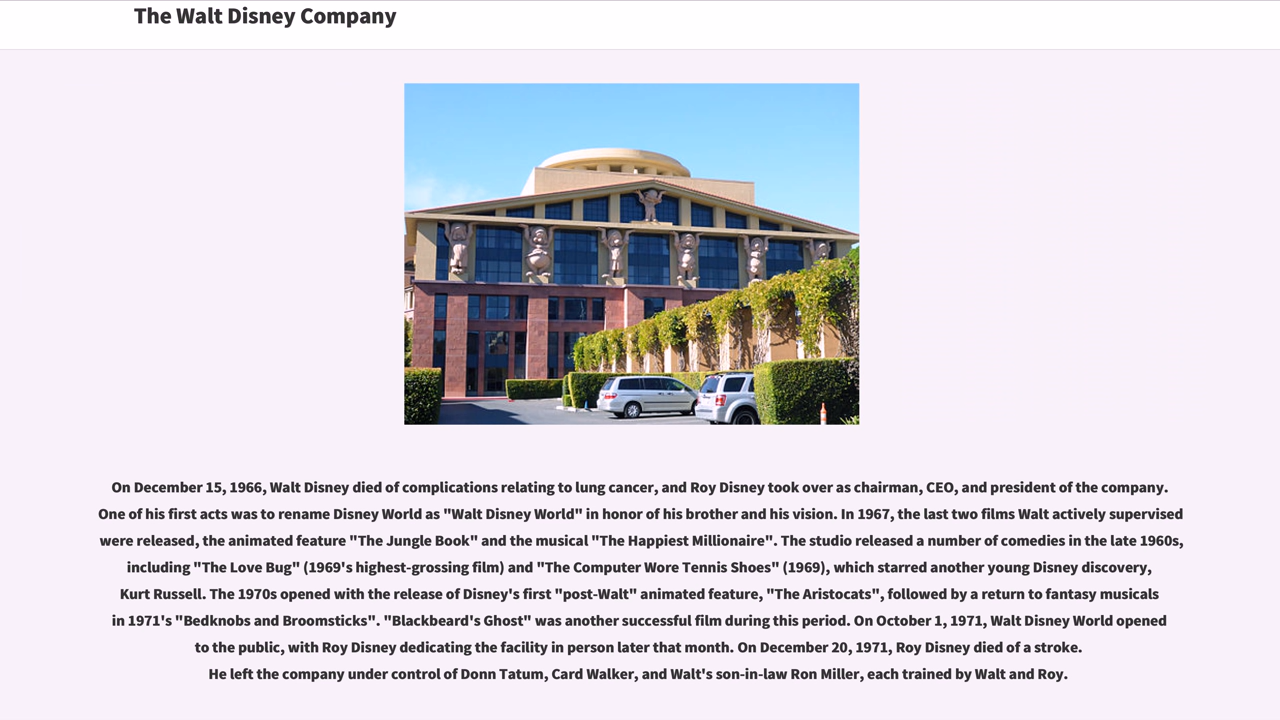 The Walt Disney Company
On December 15, 1966, Walt Disney died of complications relating to lung cancer, and Roy Disney took over as chairman, CEO, and president of the company.
One of his first acts was to rename Disney World as "Walt Disney World" in honor of his brother and his vision. In 1967, the last two films Walt actively supervised
were released, the animated feature "The Jungle Book" and the musical "The Happiest Millionaire". The studio released a number of comedies in the late 1960s,
including "The Love Bug" (1969's highest-grossing film) and "The Computer Wore Tennis Shoes" (1969), which starred another young Disney discovery,
Kurt Russell. The 1970s opened with the release of Disney's first "post-Walt" animated feature, "The Aristocats", followed by a return to fantasy musicals
in 1971's "Bedknobs and Broomsticks". "Blackbeard's Ghost" was another successful film during this period. On October 1, 1971, Walt Disney World opened
to the public, with Roy Disney dedicating the facility in person later that month. On December 20, 1971, Roy Disney died of a stroke.
He left the company under control of Donn Tatum, Card Walker, and Walt's son-in-law Ron Miller, each trained by Walt and Roy.